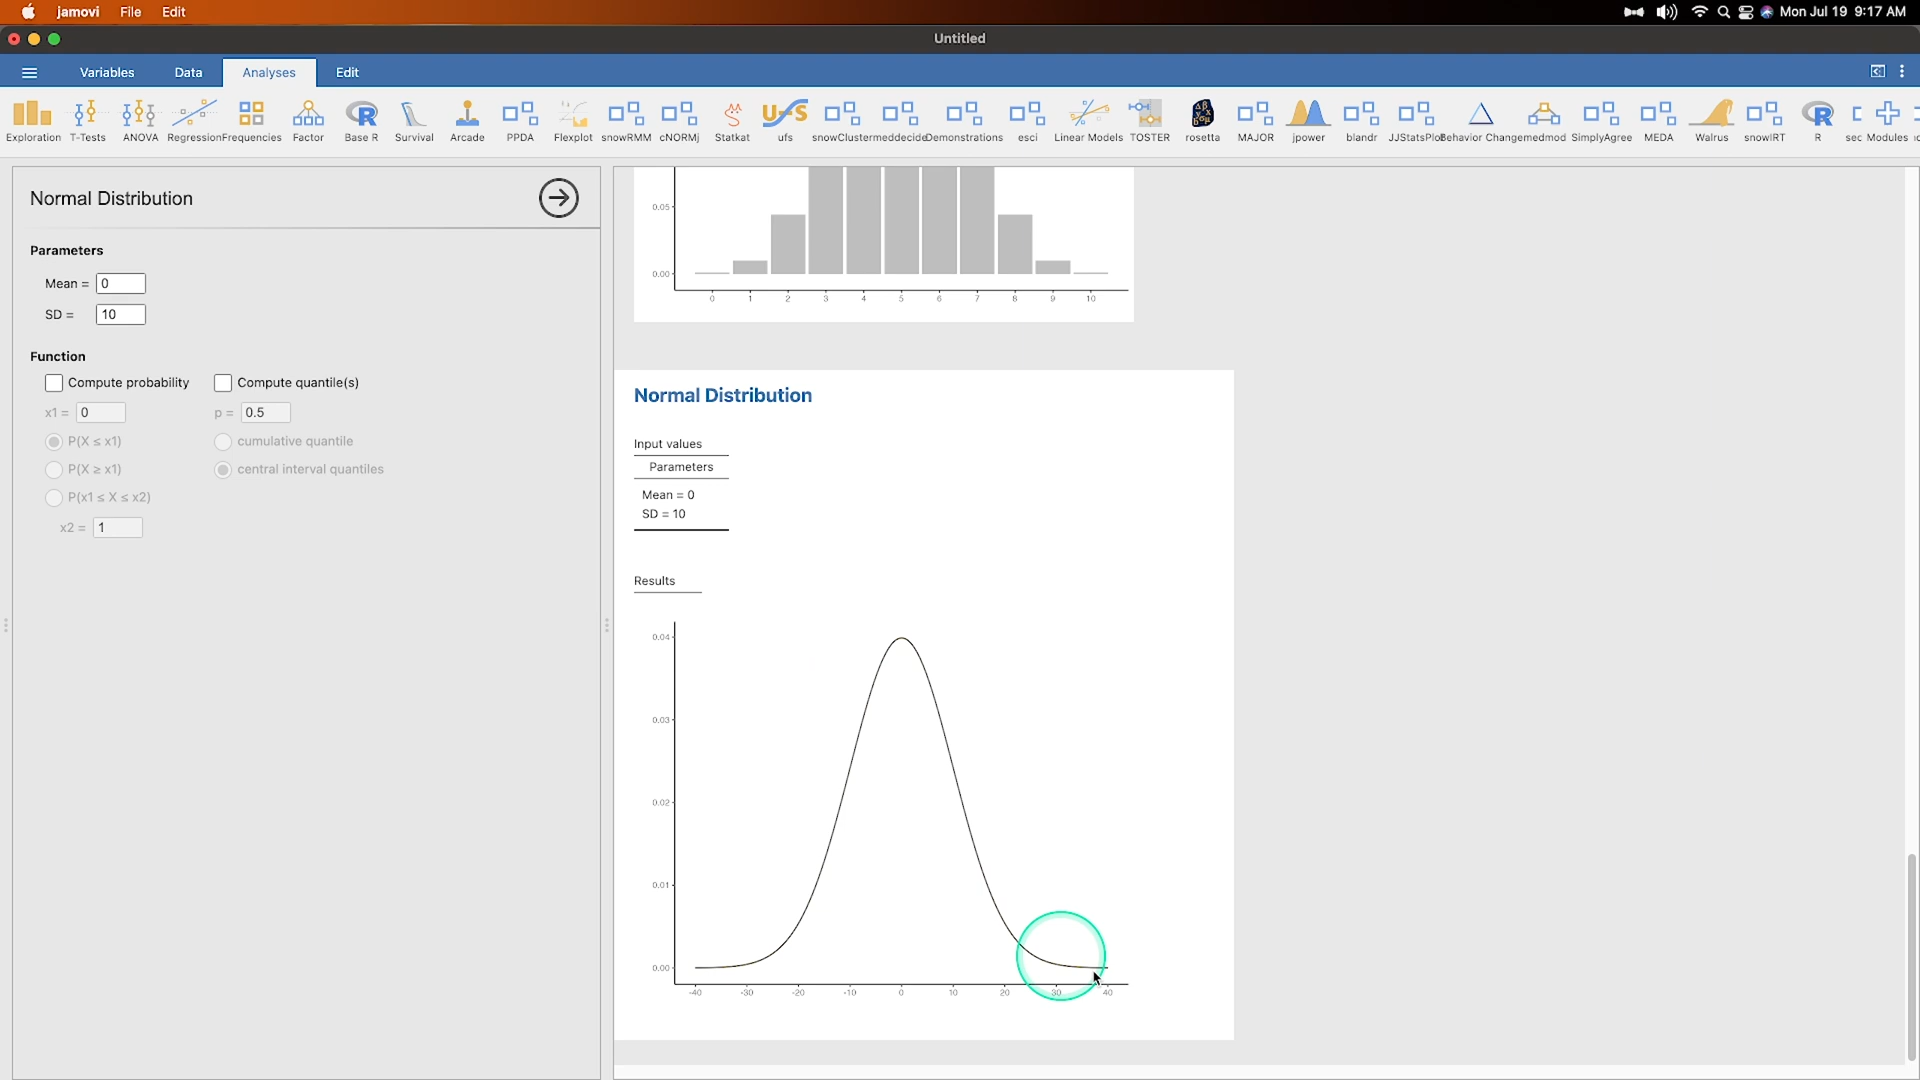 jamovi File Edit Mon Jul 19 9:17 AM
Untitled
Variables Data Analyses Edit
Exploration T-Tests ANOVA Regression Frequencies Factor Base R Survival Arcade PPDA Flexplot snowRMM cNORMj Statkat ufs snowCluster meddecide Demonstrations esci Linear Models TOSTER rosetta MAJOR jpower blandr JJStatsPlot Behavior Change medmod SimplyAgree MEDA Walrus snowIRT R sec Modules
Normal Distribution
Parameters
Mean = 0
SD = 10
Function
Compute probability Compute quantile(s)
x1 = 0 p = 0.5
P(X ≤ x1) cumulative quantile
P(X ≥ x1) central interval quantiles
P(x1 ≤ X ≤ x2)
x2 = 1
0.05
0.00
0 1 2 3 4 5 6 7 8 9 10
Normal Distribution
Input values
Parameters
Mean = 0
SD = 10
Results
0.04
0.03
0.02
0.01
0.00
-40 -30 -20 -10 0 10 20 30 40